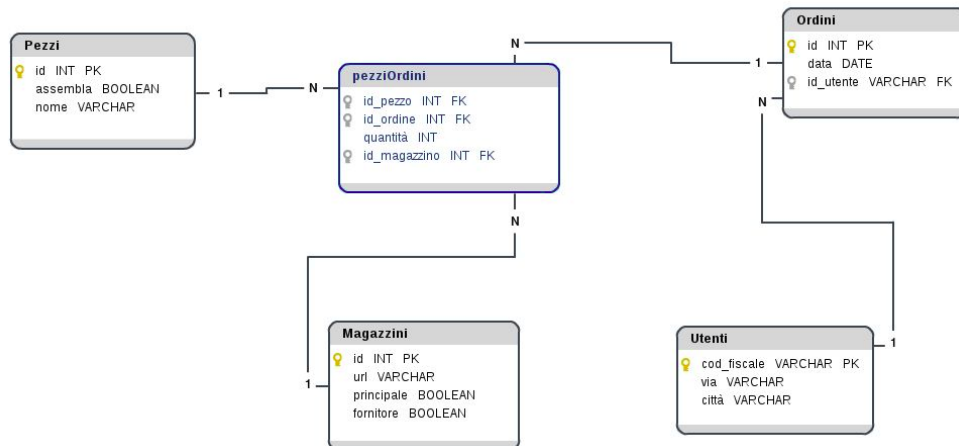 Pezzi
id INT PK
assembla BOOLEAN
nome VARCHAR
1
N
pezziOrdini
id_pezzo INT FK
id_ordine INT FK
quantità INT
id_magazzino INT FK
N
1
Ordini
id INT PK
data DATE
id_utente VARCHAR FK
N
N
Magazzini
id INT PK
url VARCHAR
principale BOOLEAN
fornitore BOOLEAN
1
Utenti
cod_fiscale VARCHAR PK
via VARCHAR
città VARCHAR
1